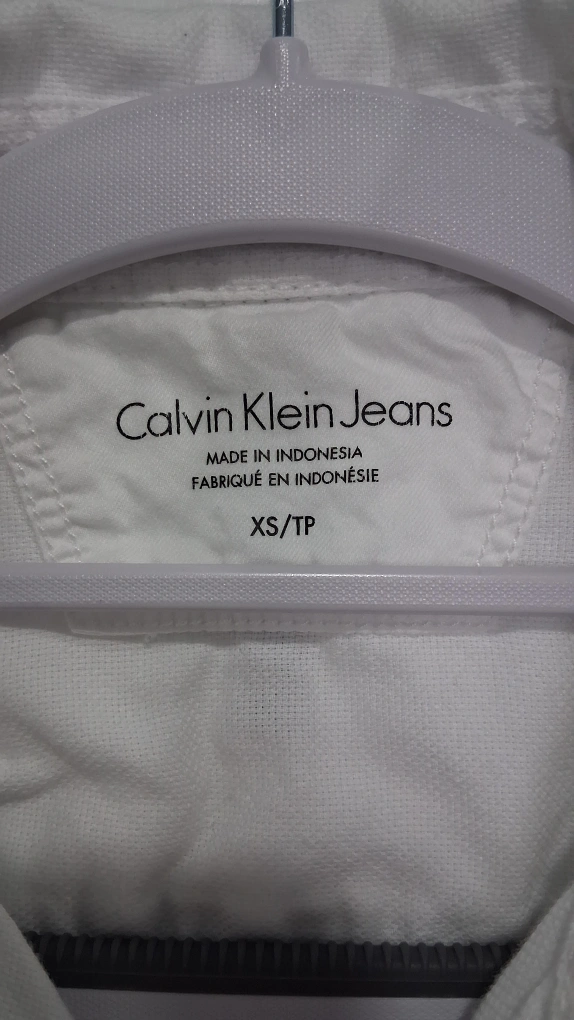 Calvin Klein Jeans
MADE IN INDONESIA
FABRIQUÉ EN INDONÉSIE
XS/TP